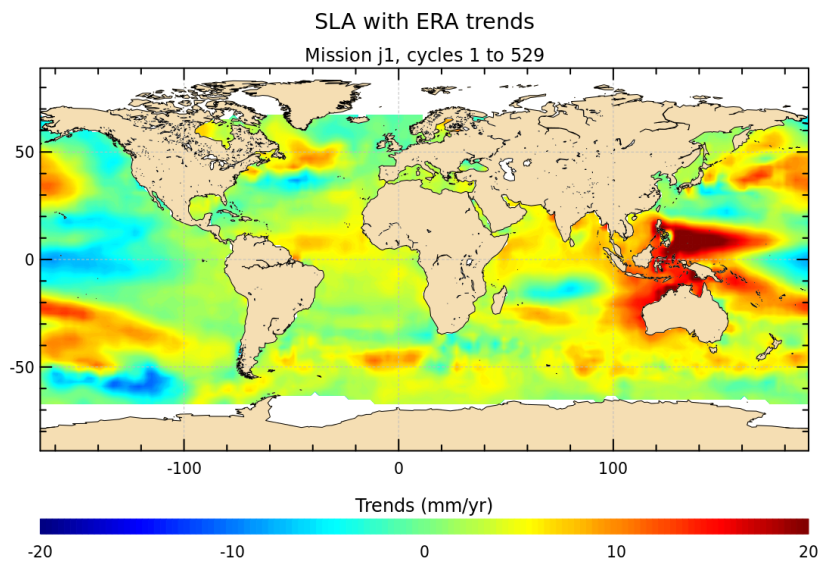 SLA with ERA trends
Mission j1, cycles 1 to 529
50
0
-50
-100 0 100
Trends (mm/yr)
-20 -10 0 10 20